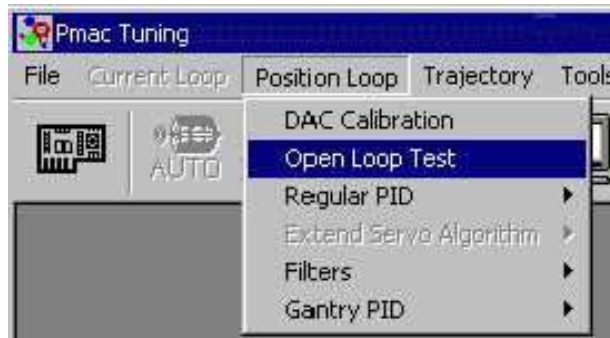 Pmac Tuning
File Current Loop Position Loop Trajectory Tools
AUTO
DAC Calibration
Open Loop Test
Regular PID
Extend Servo Algorithm
Filters
Gantry PID